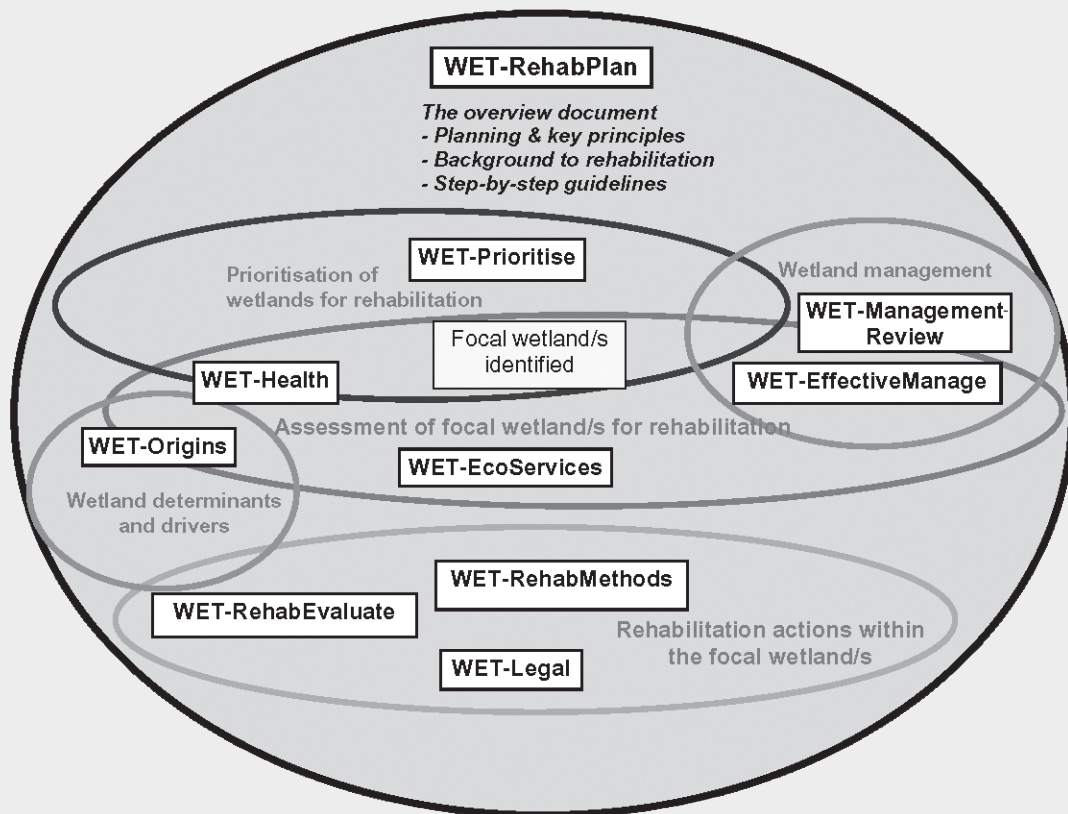 WET-RehabPlan
The overview document
- Planning & key principles
- Background to rehabilitation
- Step-by-step guidelines
WET-Prioritise
Prioritisation of
wetlands for rehabilitation
Wetland management
WET-Management-
Review
Focal wetland/s
identified
WET-Health
WET-EffectiveManage
Assessment of focal wetland/s for rehabilitation
WET-Origins
WET-EcoServices
Wetland determinants
and drivers
WET-RehabMethods
WET-RehabEvaluate
Rehabilitation actions within
the focal wetland/s
WET-Legal